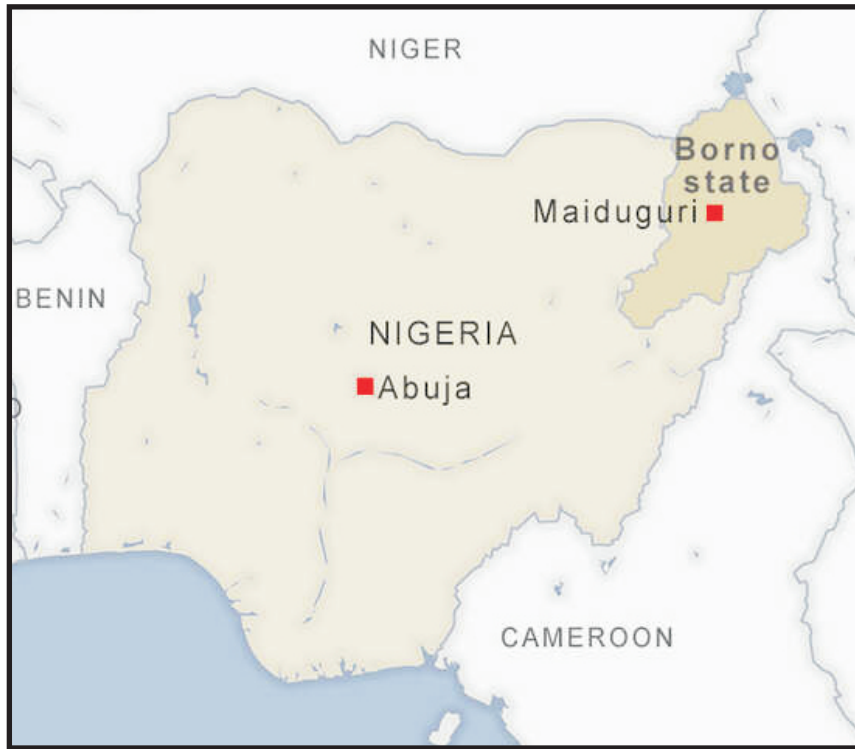 NIGER
Borno
state
Maiduguri
BENIN
NIGERIA
Abuja
CAMEROON